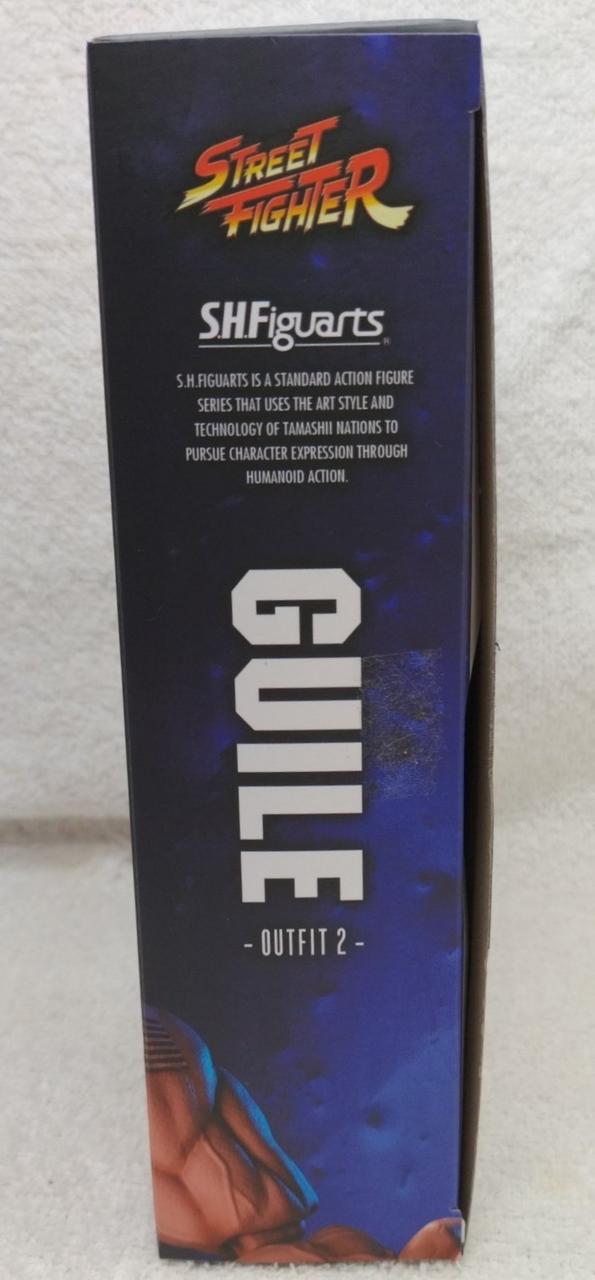 STREET
FIGHTER
S.H.Figuarts®
S.H.FIGUARTS IS A STANDARD ACTION FIGURE
SERIES THAT USES THE ART STYLE AND
TECHNOLOGY OF TAMASHII NATIONS TO
PURSUE CHARACTER EXPRESSION THROUGH
HUMANOID ACTION.
GUILE
- OUTFIT 2 -